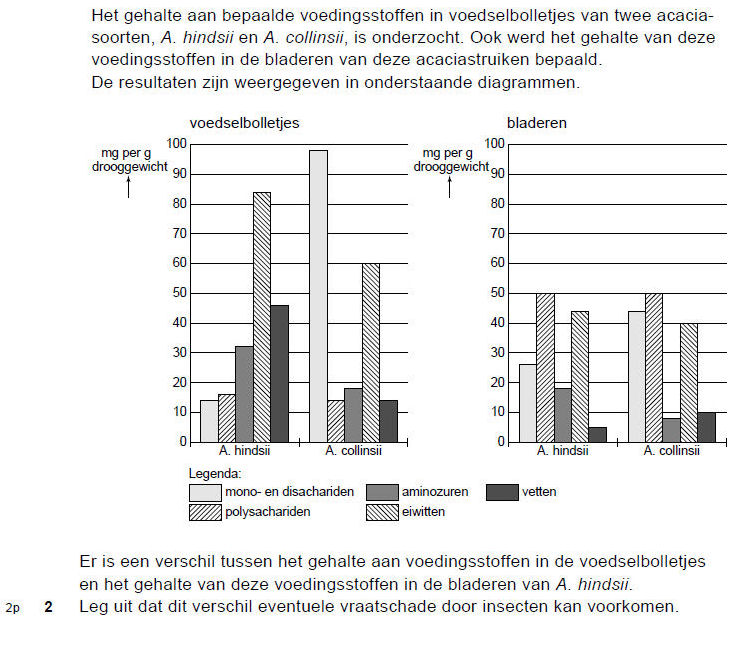 Het gehalte aan bepaalde voedingsstoffen in voedselbolletjes van twee acacia-
soorten, A. hindsii en A. collinsii, is onderzocht. Ook werd het gehalte van deze
voedingsstoffen in de bladeren van deze acaciastruiken bepaald.
De resultaten zijn weergegeven in onderstaande diagrammen.
voedselbolletjes
mg per g
drooggewicht
100
90
80
70
60
50
40
30
20
10
0
A. hindsii
A. collinsii
bladeren
mg per g
drooggewicht
100
90
80
70
60
50
40
30
20
10
0
A. hindsii
A. collinsii
Legenda:
mono- en disachariden
aminozuren
vetten
polysachariden
eiwitten
Er is een verschil tussen het gehalte aan voedingsstoffen in de voedselbolletjes
en het gehalte van deze voedingsstoffen in de bladeren van A. hindsii.
2p 2 Leg uit dat dit verschil eventuele vraatschade door insecten kan voorkomen.